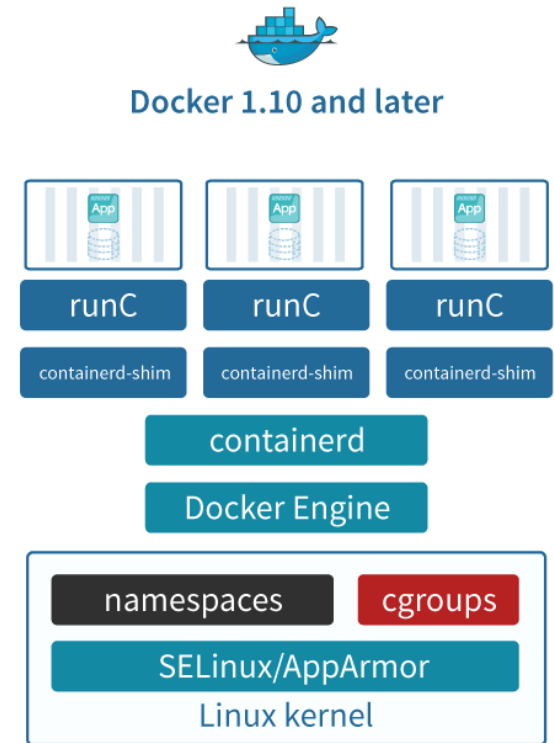 Docker 1.10 and later
App App App
runC runC runC
containerd-shim containerd-shim containerd-shim
containerd
Docker Engine
namespaces cgroups
SELinux/AppArmor
Linux kernel